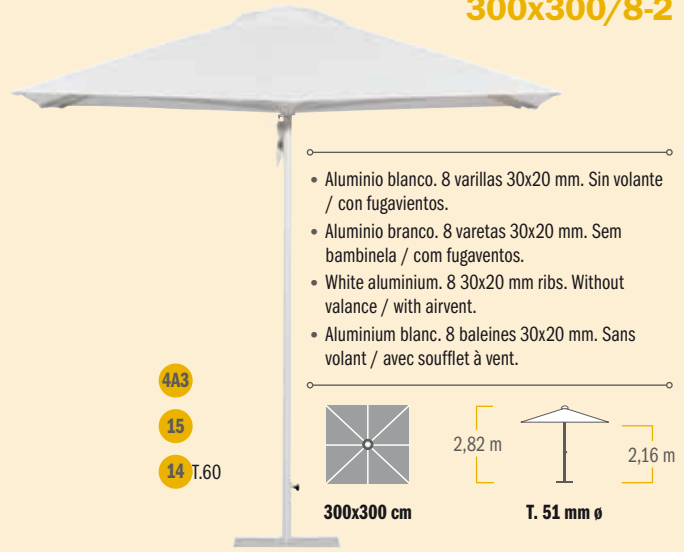 300x300/8-2
• Aluminio blanco. 8 varillas 30x20 mm. Sin volante
/ con fugavientos.
• Aluminio branco. 8 varetas 30x20 mm. Sem
bambinela / com fugaventos.
• White aluminium. 8 30x20 mm ribs. Without
valance / with airvent.
• Aluminium blanc. 8 baleines 30x20 mm. Sans
volant / avec soufflet à vent.
4A3
15
14 T.60
2,82 m
2,16 m
300x300 cm
T. 51 mm ø